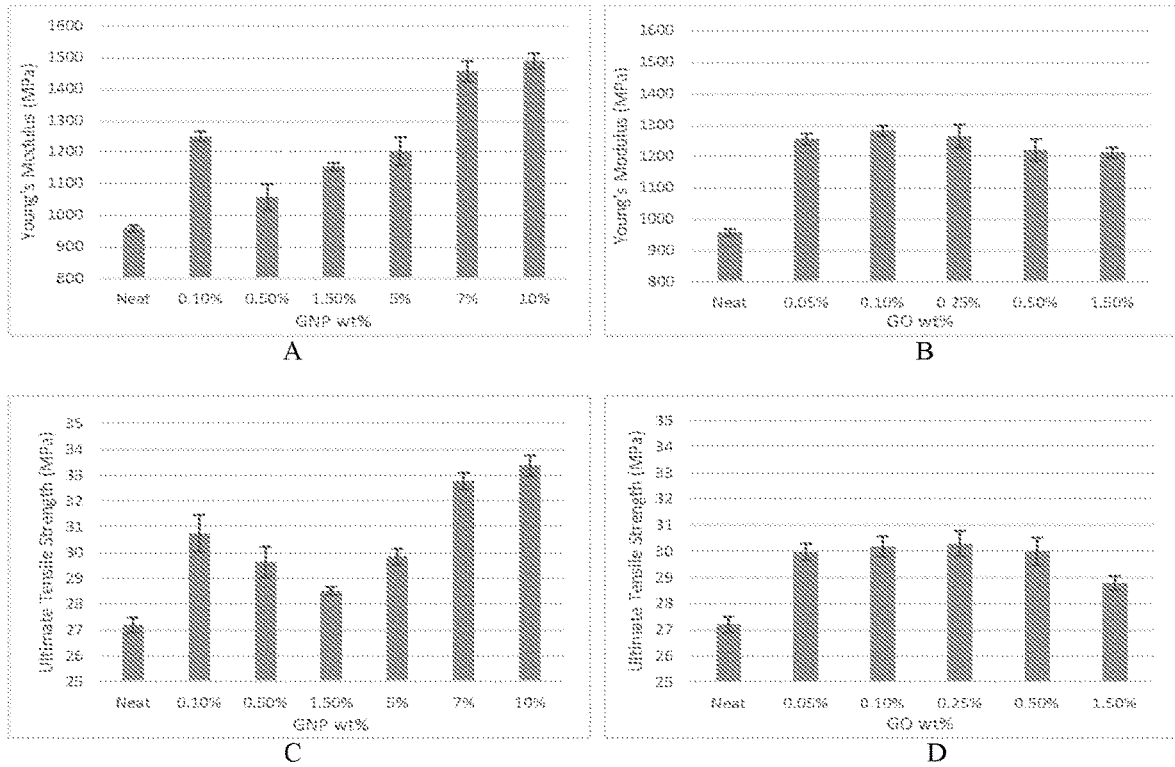 1600
1500
1400
1300
1200
1100
1000
900
800
Young's Modulus (MPa)
Neat 0.10% 0.50% 1.50% 5% 7% 10%
GNP wt%
A
1600
1500
1400
1300
1200
1100
1000
900
800
Young's Modulus (MPa)
Neat 0.05% 0.10% 0.25% 0.50% 1.50%
GO wt%
B
35
34
33
32
31
30
29
28
27
26
25
Ultimate Tensile Strength (MPa)
Neat 0.10% 0.50% 1.50% 5% 7% 10%
GNP wt%
C
35
34
33
32
31
30
29
28
27
26
25
Ultimate Tensile Strength (MPa)
Neat 0.05% 0.10% 0.25% 0.50% 1.50%
GO wt%
D